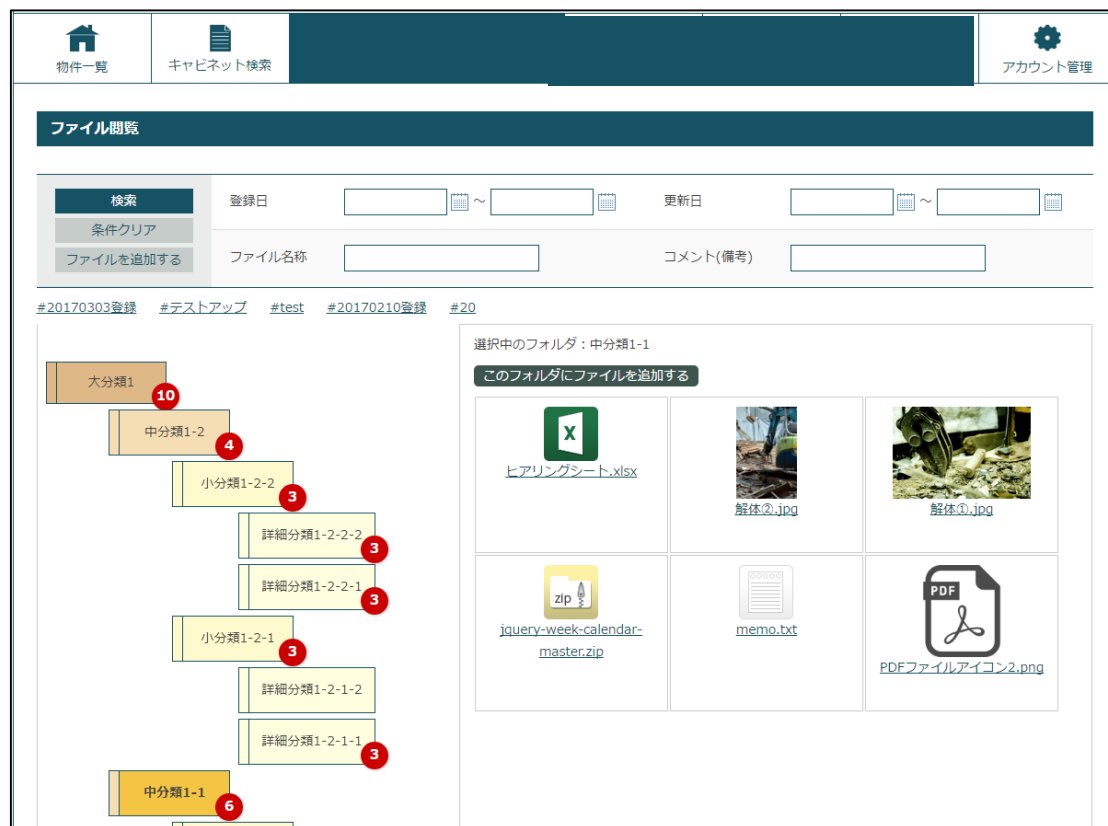 物件一覧
キャビネット検索
アカウント管理
ファイル閲覧
検索
条件クリア
ファイルを追加する
登録日
～
更新日
～
ファイル名称
コメント(備考)
#20170303登録 #テストアップ #test #20170210登録 #20
大分類1
10
中分類1-2
4
小分類1-2-2
3
詳細分類1-2-2-2
3
詳細分類1-2-2-1
3
小分類1-2-1
3
詳細分類1-2-1-2
詳細分類1-2-1-1
3
中分類1-1
6
選択中のフォルダ：中分類1-1
このフォルダにファイルを追加する
X
ヒアリングシート.xlsx
解体②.jpg
解体①.jpg
zip
jquery-week-calendar-
master.zip
memo.txt
PDF
PDFファイルアイコン2.png